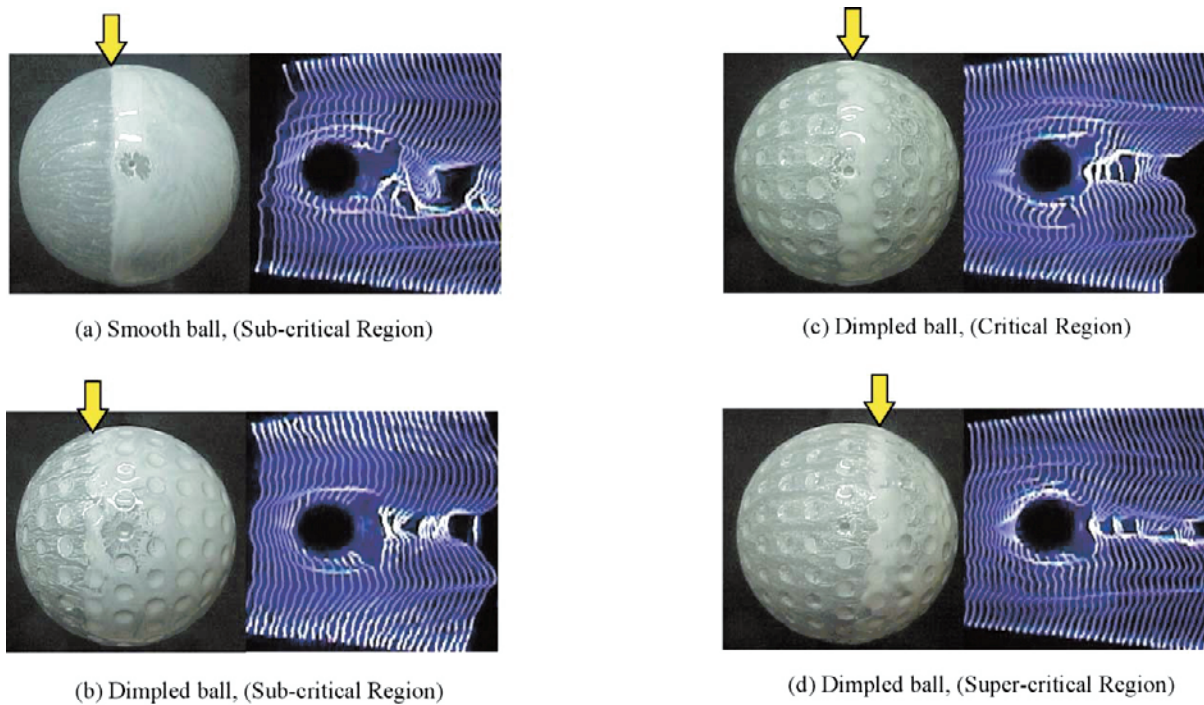 (a) Smooth ball, (Sub-critical Region)
(b) Dimpled ball, (Sub-critical Region)
(c) Dimpled ball, (Critical Region)
(d) Dimpled ball, (Super-critical Region)